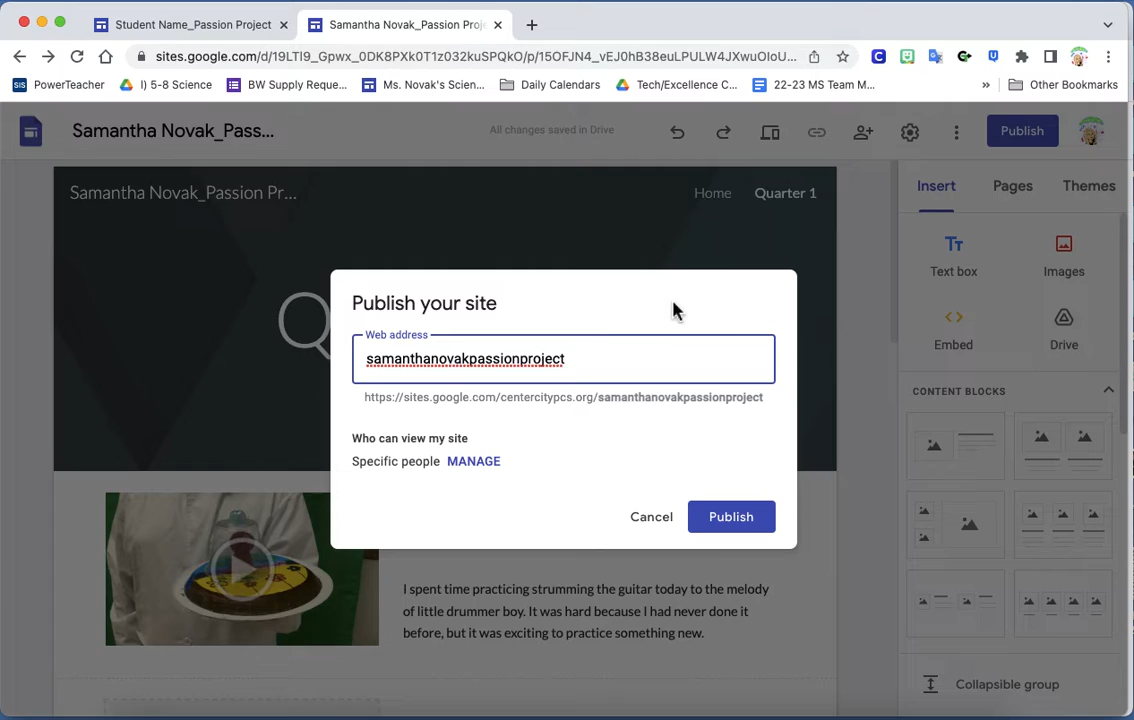 Student Name_Passion Project
Samantha Novak_Passion Proj
sites.google.com/d/19LTl9_Gpwx_0DK8PXk0T1z032kuSPQkO/p/15OFJN4_vEJ0hB38euLPULW4JXwuOIoU...
PowerTeacher
I) 5-8 Science
BW Supply Reque...
Ms. Novak's Scien...
Daily Calendars
Tech/Excellence C...
22-23 MS Team M...
»
Other Bookmarks
Samantha Novak_Pass...
All changes saved in Drive
Publish
Samantha Novak_Passion Pr...
Home
Quarter 1
Insert
Pages
Themes
Tt
Text box
Images
Embed
Drive
CONTENT BLOCKS
Collapsible group
Q
Publish your site
Web address
samanthanovakpassionproject
https://sites.google.com/centercitypcs.org/samanthanovakpassionproject
Who can view my site
Specific people MANAGE
Cancel
Publish
I spent time practicing strumming the guitar today to the melody
of little drummer boy. It was hard because I had never done it
before, but it was exciting to practice something new.